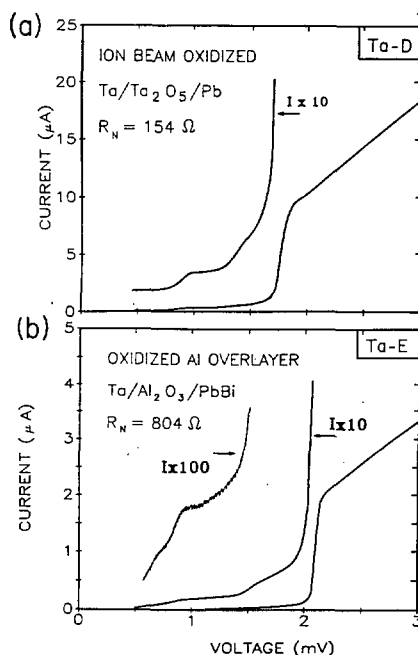 (a)
ION BEAM OXIDIZED
Ta-D
Ta/Ta2O5/Pb
RN = 154 Ω
I x 10
25
20
15
10
5
0
CURRENT (μA)
(b)
OXIDIZED Al OVERLAYER
Ta-E
Ta/Al2O3/PbBi
RN = 804 Ω
Ix100
Ix10
5
4
3
2
1
0
CURRENT (μA)
0
1
2
3
VOLTAGE (mV)